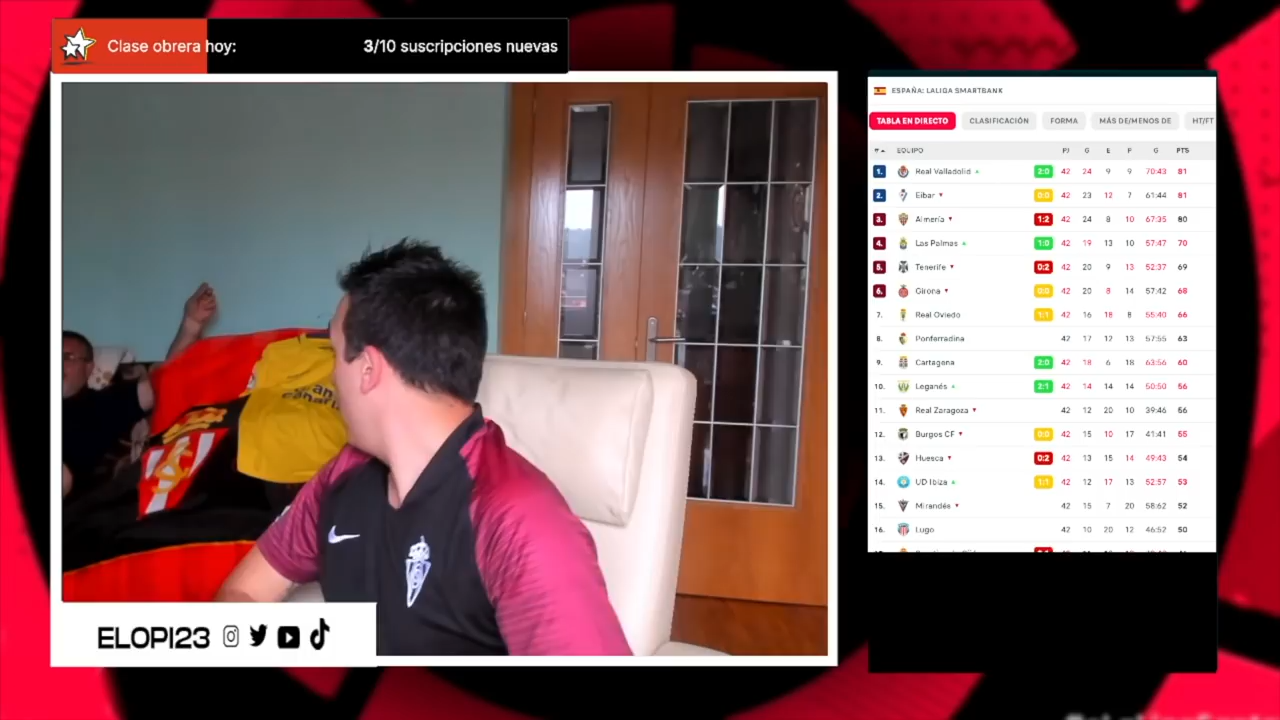 Clase obrera hoy: 3/10 suscripciones nuevas
ESPAÑA: LALIGA SMARTBANK
TABLA EN DIRECTO CLASIFICACIÓN FORMA MÁS DE/MENOS DE HT/FT
# EQUIPO PJ G E P G PTS
1. Real Valladolid 2:0 42 24 9 9 70:43 81
2. Eibar 0:0 42 23 12 7 61:44 81
3. Almería 1:2 42 24 8 10 67:35 80
4. Las Palmas 1:0 42 19 13 10 57:47 70
5. Tenerife 0:2 42 20 9 13 52:37 69
6. Girona 0:0 42 20 8 14 57:42 68
7. Real Oviedo 1:1 42 16 18 8 55:40 66
8. Ponferradina 42 17 12 13 57:55 63
9. Cartagena 2:0 42 18 6 18 63:56 60
10. Leganés 2:1 42 14 14 14 50:50 56
11. Real Zaragoza 42 12 20 10 39:46 56
12. Burgos CF 0:0 42 15 10 17 41:41 55
13. Huesca 0:2 42 13 15 14 49:43 54
14. UD Ibiza 1:1 42 12 17 13 52:57 53
15. Mirandés 42 15 7 20 58:62 52
16. Lugo 42 10 20 12 46:52 50
Gran
canaria
ELOPI23